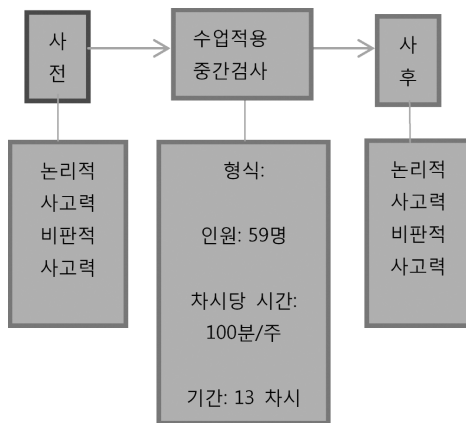 사
전
수업적용
중간검사
사
후
논리적
사고력
비판적
사고력
형식:
인원: 59명
차시당 시간:
100분/주
기간: 13 차시
논리적
사고력
비판적
사고력